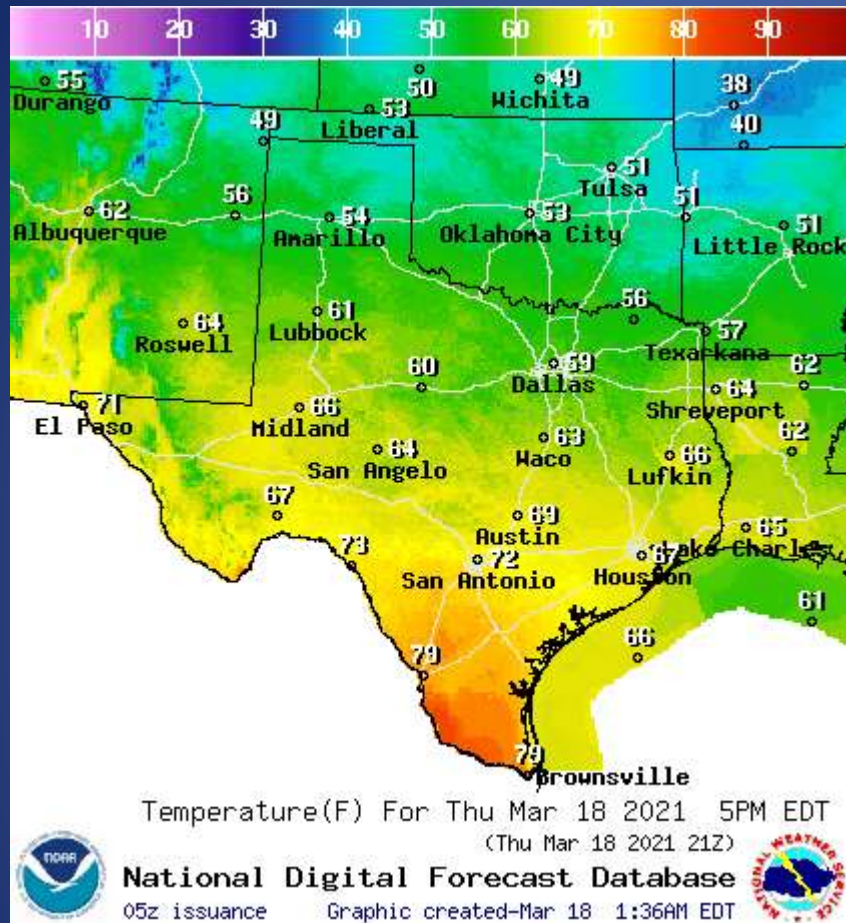 10 20 30 40 50 60 70 80 90
55 50 49 38
Durango Wichita
53
Liberal
49 40
51
Tulsa
62 56 54 53 51 51
Albuquerque Amarillo Oklahoma City Little Rock
64 61 56 57
Roswell Lubbock Texarkana
60 59 62
Dallas
71 66 64
El Paso Midland Shreveport
64 63 66 62
San Angelo Waco Lufkin
67 69 65
Austin Lake Charles
73 72 67
San Antonio Houston
61
66
79
79
Brownsville
Temperature(F) For Thu Mar 18 2021 5PM EDT
(Thu Mar 18 2021 21Z)
NOAA
NATIONAL WEATHER SERVICE
National Digital Forecast Database
05z issuance Graphic created-Mar 18 1:36AM EDT